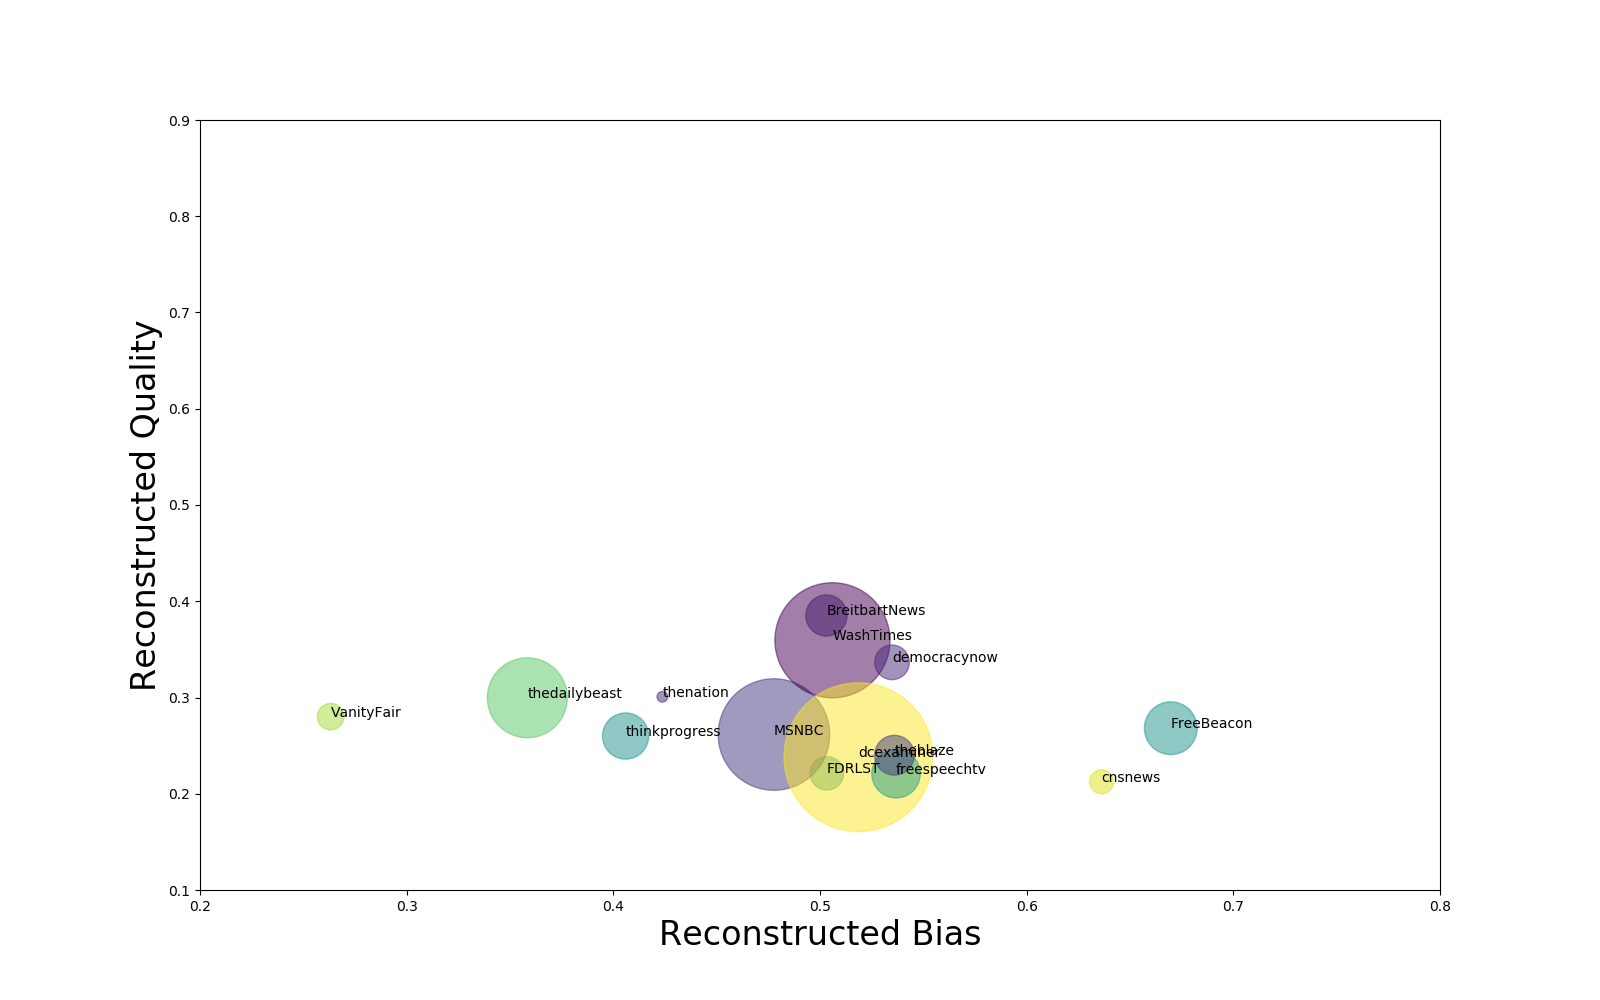 0.9
0.8
0.7
0.6
0.5
0.4
0.3
0.2
0.1
Reconstructed Quality
BreitbartNews
WashTimes
democracynow
thenation
thedailybeast
VanityFair
FreeBeacon
MSNBC
thinkprogress
theblaze
dcexaminer
FDRLST
freespeechtv
cnsnews
0.2 0.3 0.4 0.5 0.6 0.7 0.8
Reconstructed Bias